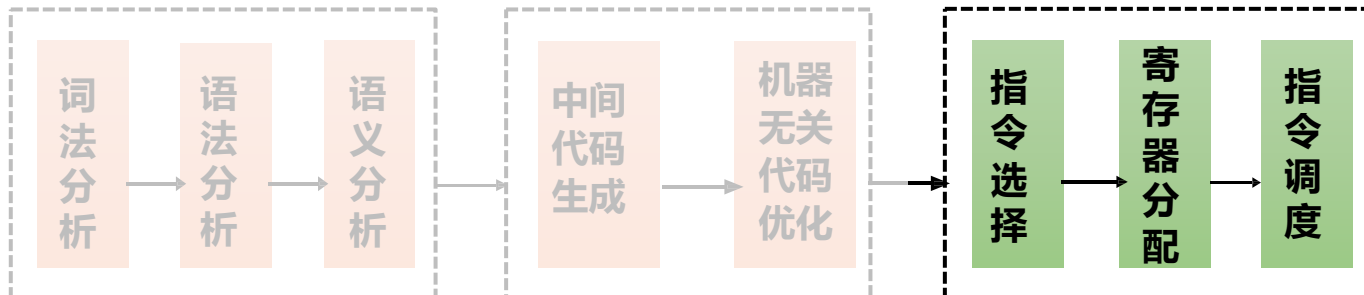 词法分析
语法分析
语义分析
中间
代码
生成
机器
无关
代码
优化
指令选择
寄存器分配
指令调度